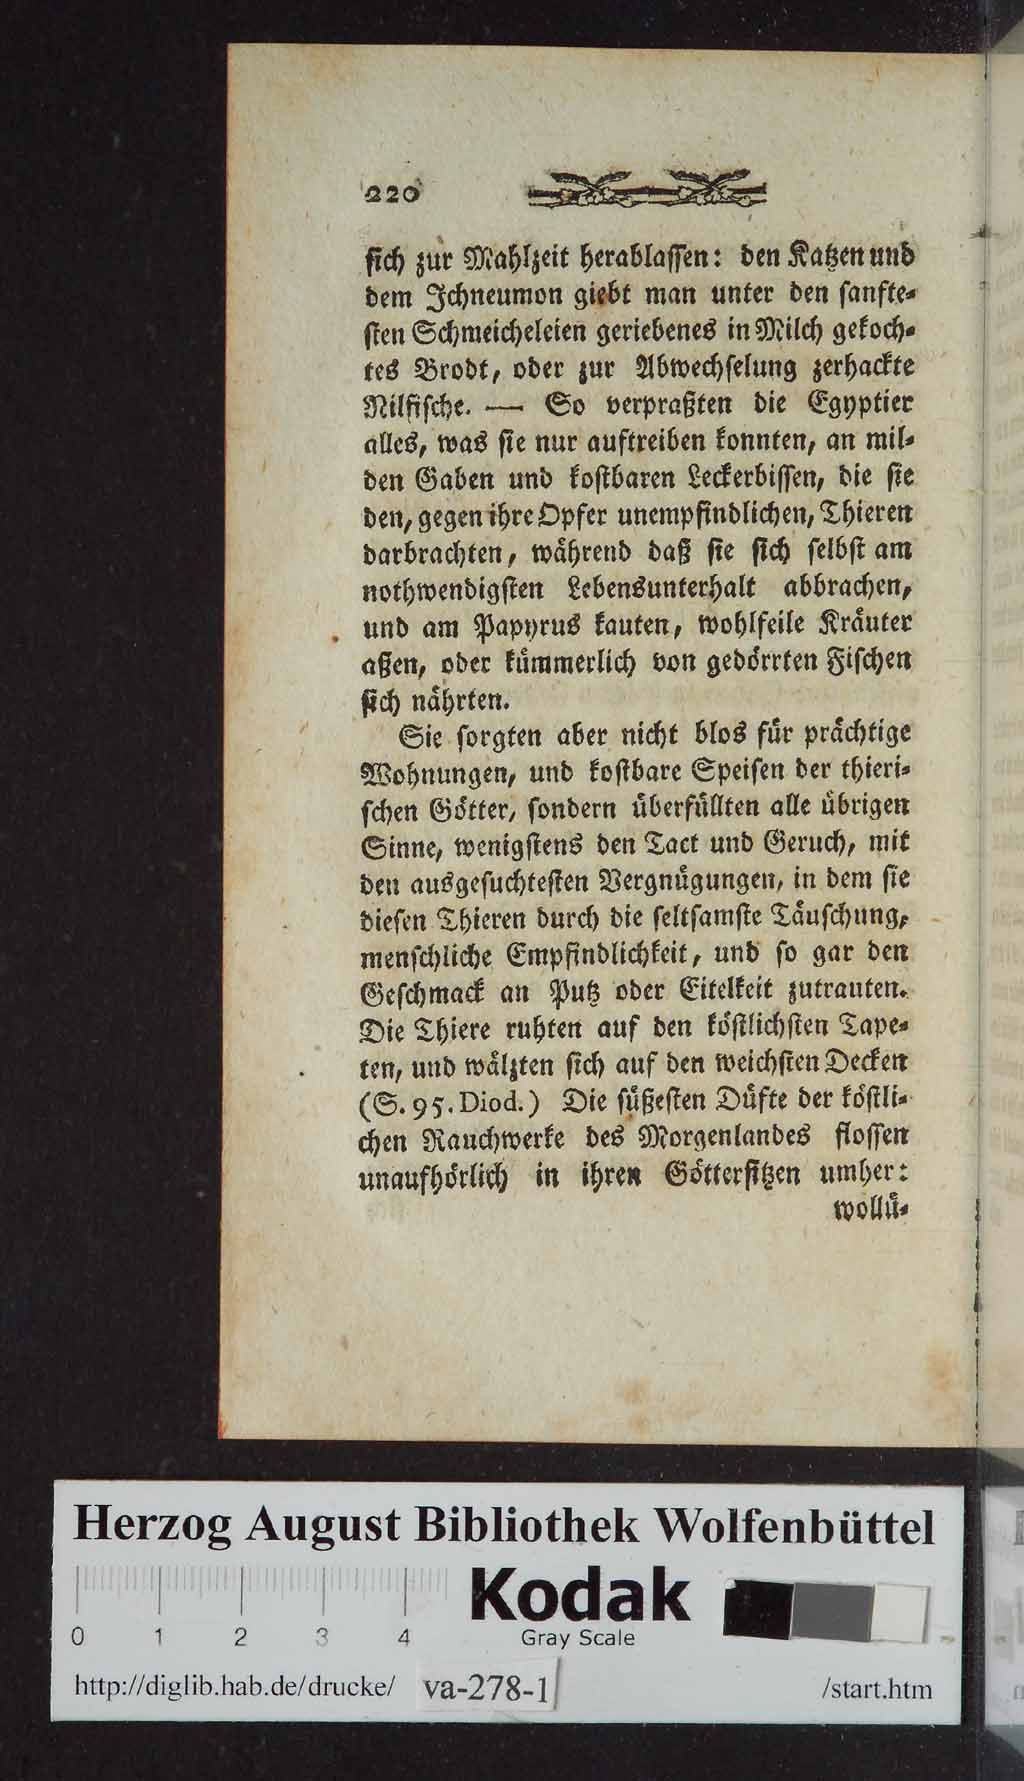 220
sich zur Mahlzeit herablassen: den Katzen und
dem Ichneumon giebt man unter den sanfte-
sten Schmeicheleien geriebenes in Milch gekoch-
tes Brodt, oder zur Abwechselung zerhackte
Nilfische. — So verpraßten die Egyptier
alles, was sie nur auftreiben konnten, an mil-
den Gaben und kostbaren Leckerbissen, die sie
den, gegen ihre Opfer unempfindlichen, Thieren
darbrachten, während daß sie sich selbst am
nothwendigsten Lebensunterhalt abbrachen,
und am Papyrus kauten, wohlfeile Kräuter
aßen, oder kümmerlich von gedörrten Fischen
sich nährten.
Sie sorgten aber nicht blos für prächtige
Wohnungen, und kostbare Speisen der thieri-
schen Götter, sondern überfüllten alle übrigen
Sinne, wenigstens den Tact und Geruch, mit
den ausgesuchtesten Vergnügungen, in dem sie
diesen Thieren durch die seltsamste Täuschung,
menschliche Empfindlichkeit, und so gar den
Geschmack an Putz oder Eitelkeit zutrauten.
Die Thiere ruhten auf den köstlichsten Tape-
ten, und wälzten sich auf den weichsten Decken
(S. 95. Diod.) Die süßesten Düfte der köstli-
chen Rauchwerke des Morgenlandes flossen
unaufhörlich in ihren Göttersitzen umher:
wollü-
Herzog August Bibliothek Wolfenbüttel
0 1 2 3 4
Kodak
Gray Scale
http://diglib.hab.de/drucke/ va-278-1 /start.htm